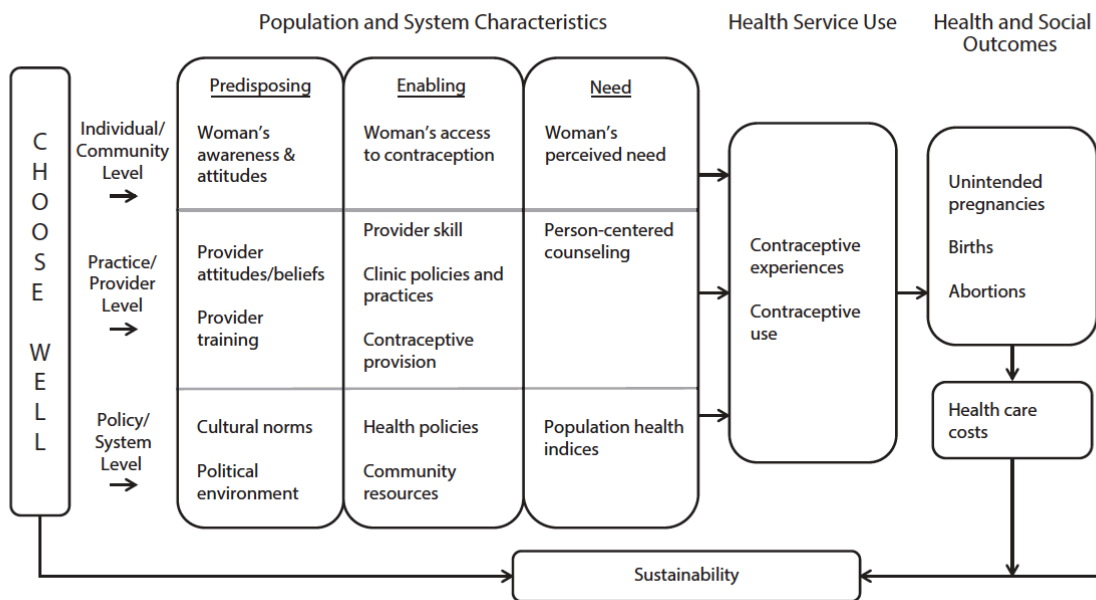 Population and System Characteristics
Health Service Use
Health and Social
Outcomes
CHOOSE WELL
Individual/
Community
Level
Practice/
Provider
Level
Policy/
System
Level
Predisposing
Woman's
awareness &
attitudes
Provider
attitudes/beliefs
Provider
training
Cultural norms
Political
environment
Enabling
Woman's access
to contraception
Provider skill
Clinic policies and
practices
Contraceptive
provision
Health policies
Community
resources
Need
Woman's
perceived need
Person-centered
counseling
Population health
indices
Contraceptive
experiences
Contraceptive
use
Unintended
pregnancies
Births
Abortions
Health care
costs
Sustainability